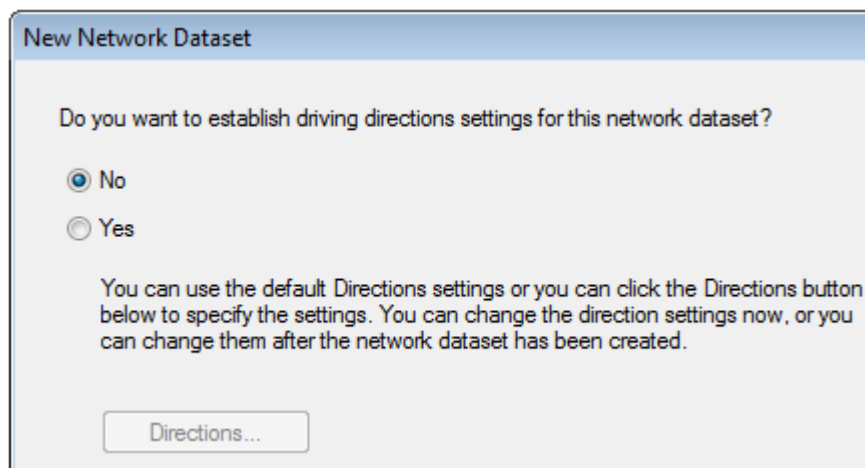 New Network Dataset
Do you want to establish driving directions settings for this network dataset?
No
Yes
You can use the default Directions settings or you can click the Directions button
below to specify the settings. You can change the direction settings now, or you
can change them after the network dataset has been created.
Directions...